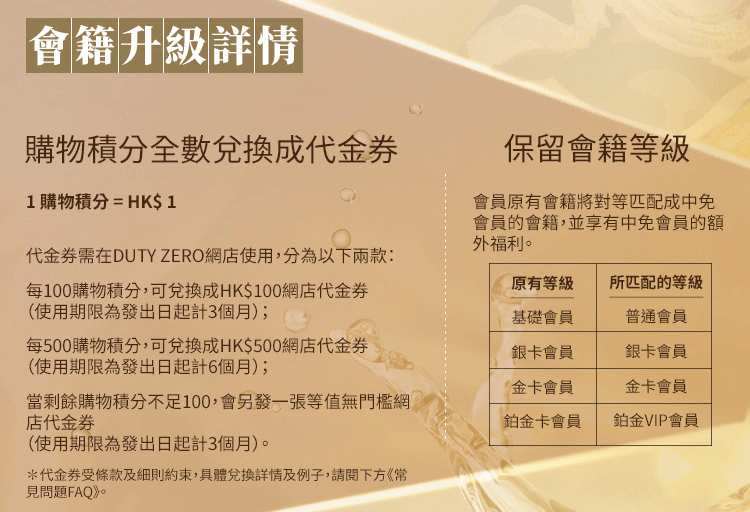 會籍升級詳情
購物積分全數兌換成代金券
1 購物積分 = HK$ 1
代金券需在DUTY ZERO網店使用，分為以下兩款：
每100購物積分，可兌換成HK$100網店代金券
（使用期限為發出日起計3個月）；
每500購物積分，可兌換成HK$500網店代金券
（使用期限為發出日起計6個月）；
當剩餘購物積分不足100，會另發一張等值無門檻網
店代金券
（使用期限為發出日起計3個月）。
＊代金券受條款及細則約束，具體兌換詳情及例子，請閱下方《常
見問題FAQ》。
保留會籍等級
會員原有會籍將對等匹配成中免
會員的會籍，並享有中免會員的額
外福利。
原有等級 所匹配的等級
基礎會員 普通會員
銀卡會員 銀卡會員
金卡會員 金卡會員
鉑金卡會員 鉑金VIP會員